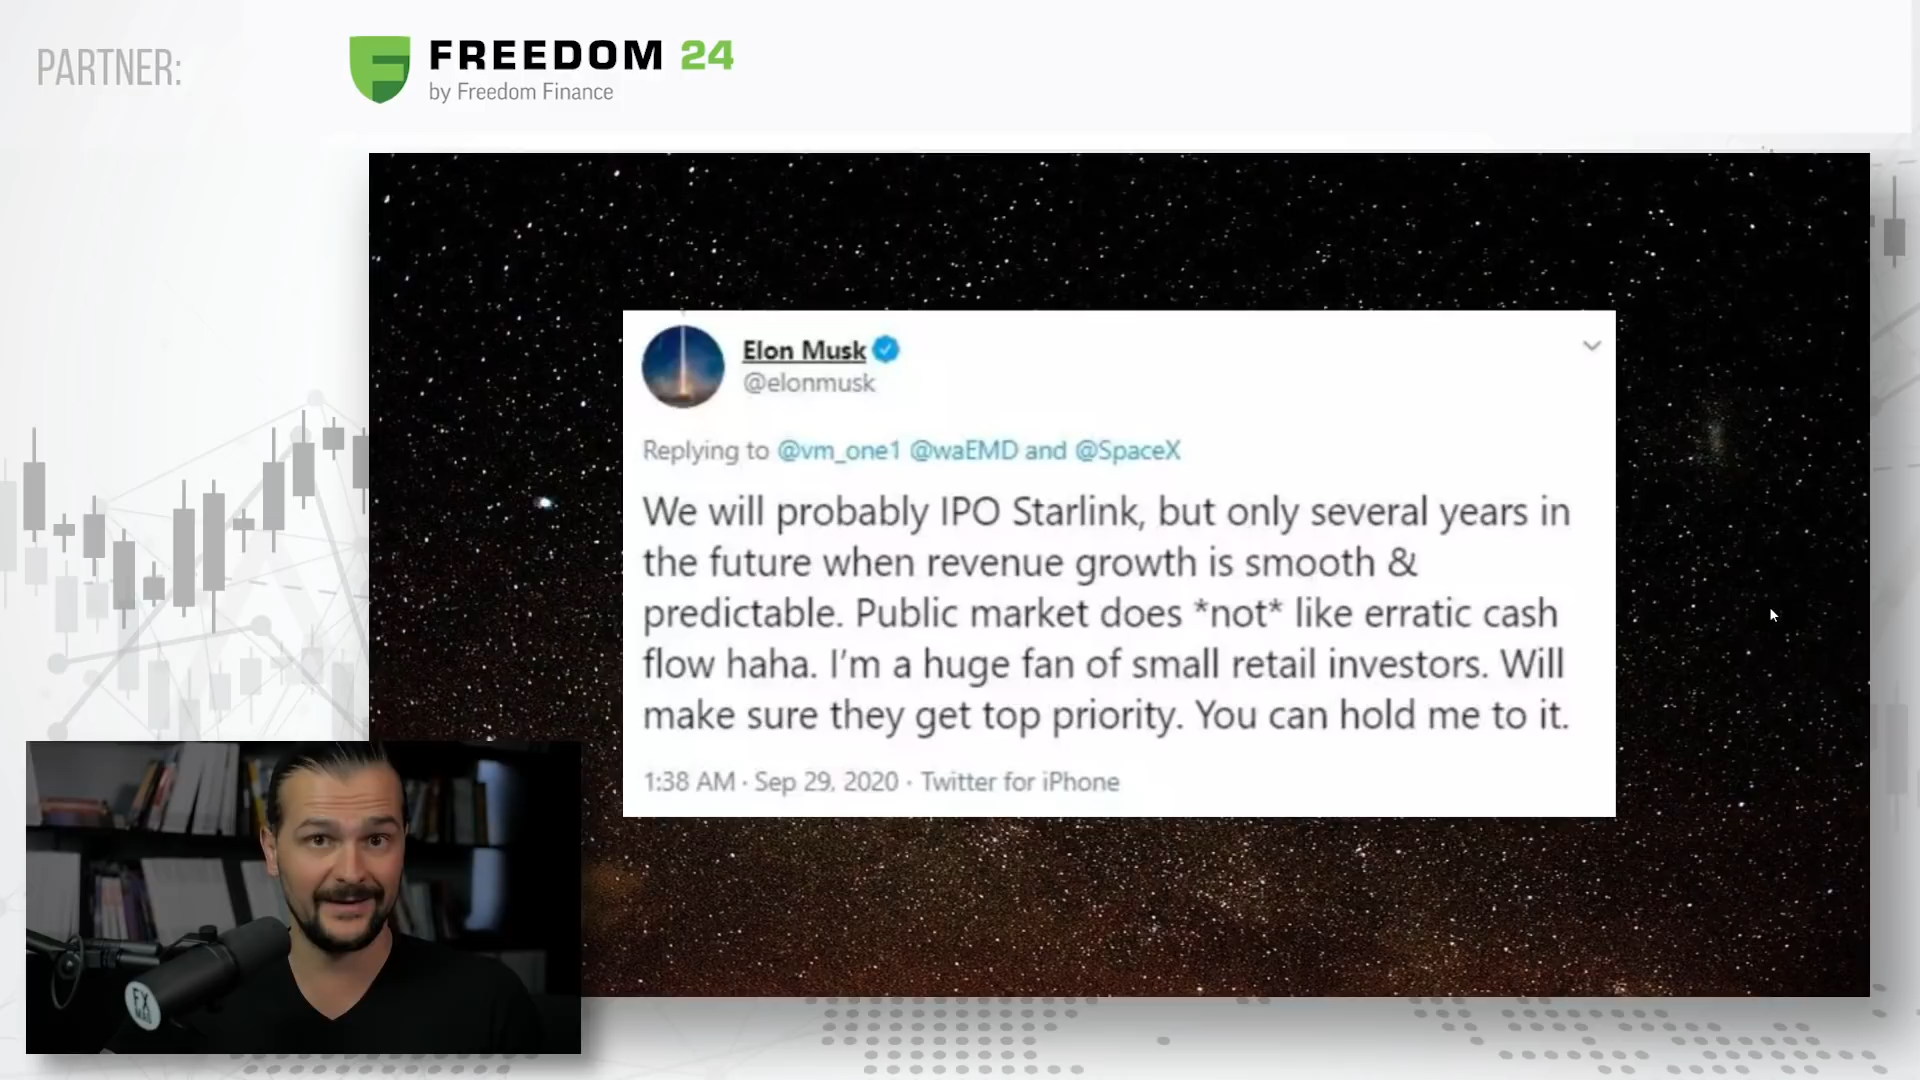 PARTNER:
FREEDOM 24
by Freedom Finance
Elon Musk
@elonmusk
Replying to @vm_one1 @waEMD and @SpaceX
We will probably IPO Starlink, but only several years in
the future when revenue growth is smooth &
predictable. Public market does *not* like erratic cash
flow haha. I'm a huge fan of small retail investors. Will
make sure they get top priority. You can hold me to it.
1:38 AM · Sep 29, 2020 · Twitter for iPhone
FX
MAG